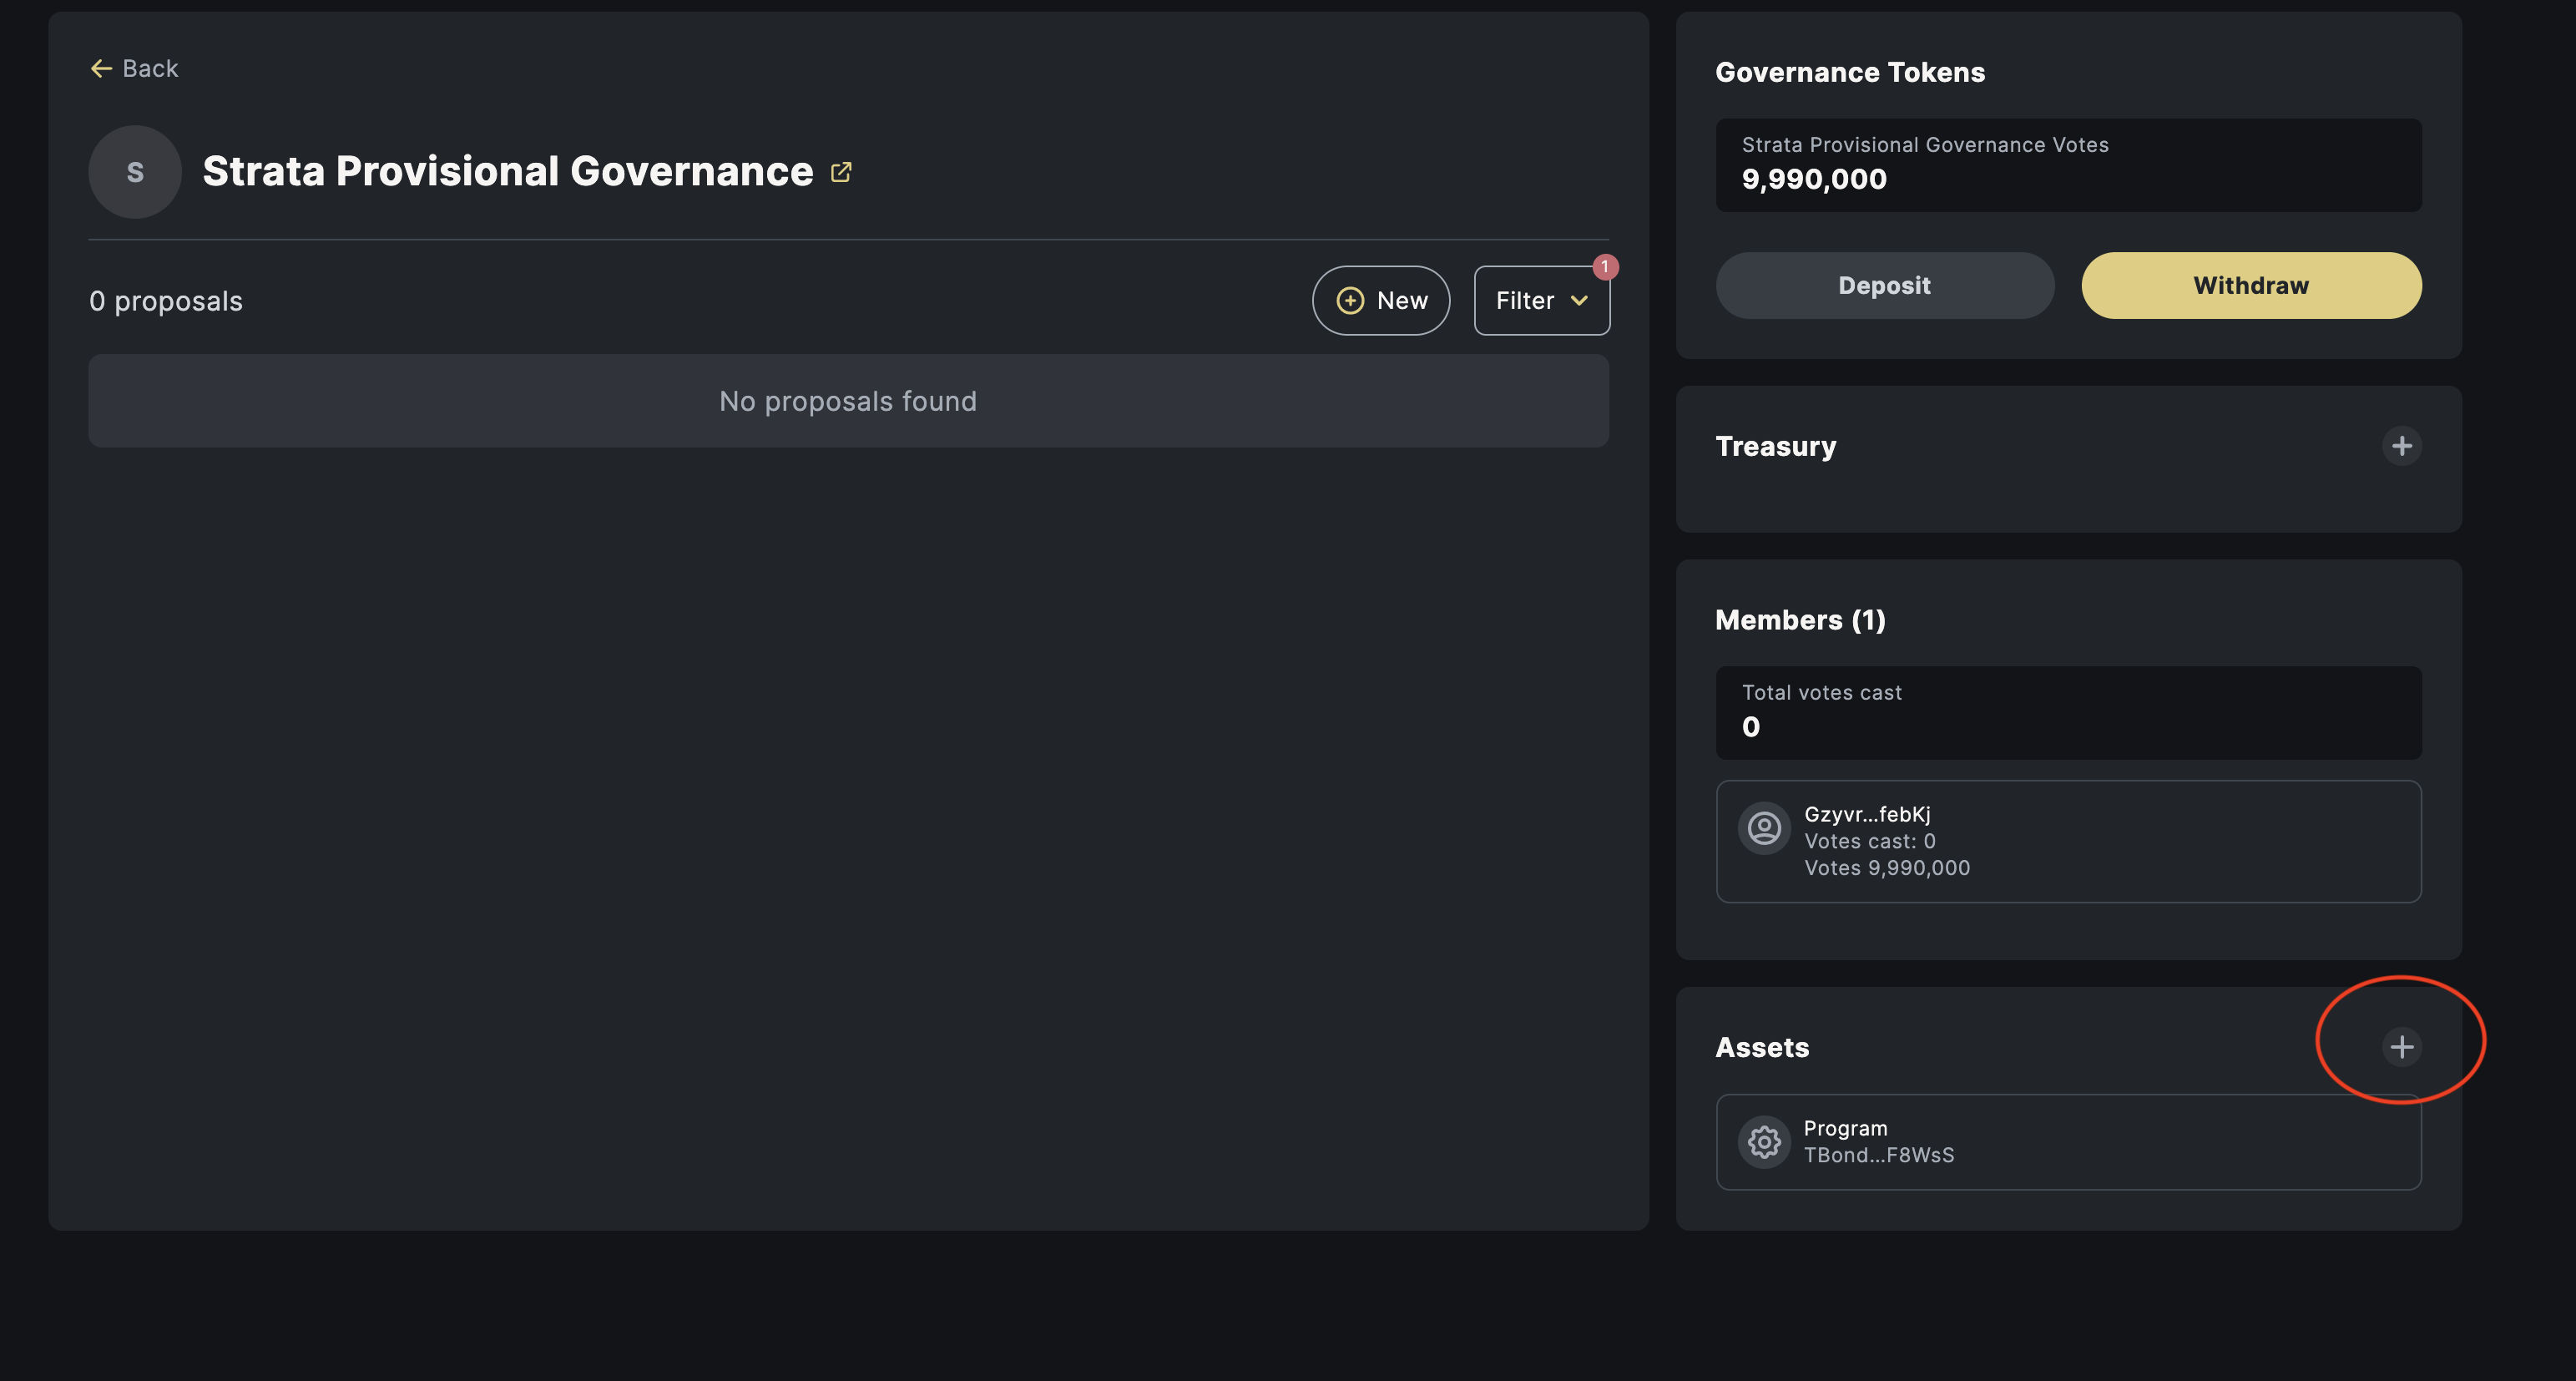 Back
S
Strata Provisional Governance
0 proposals
New
Filter
1
No proposals found
Governance Tokens
Strata Provisional Governance Votes
9,990,000
Deposit
Withdraw
Treasury
Members (1)
Total votes cast
0
Gzyvr...febKj
Votes cast: 0
Votes 9,990,000
Assets
Program
TBond...F8WsS